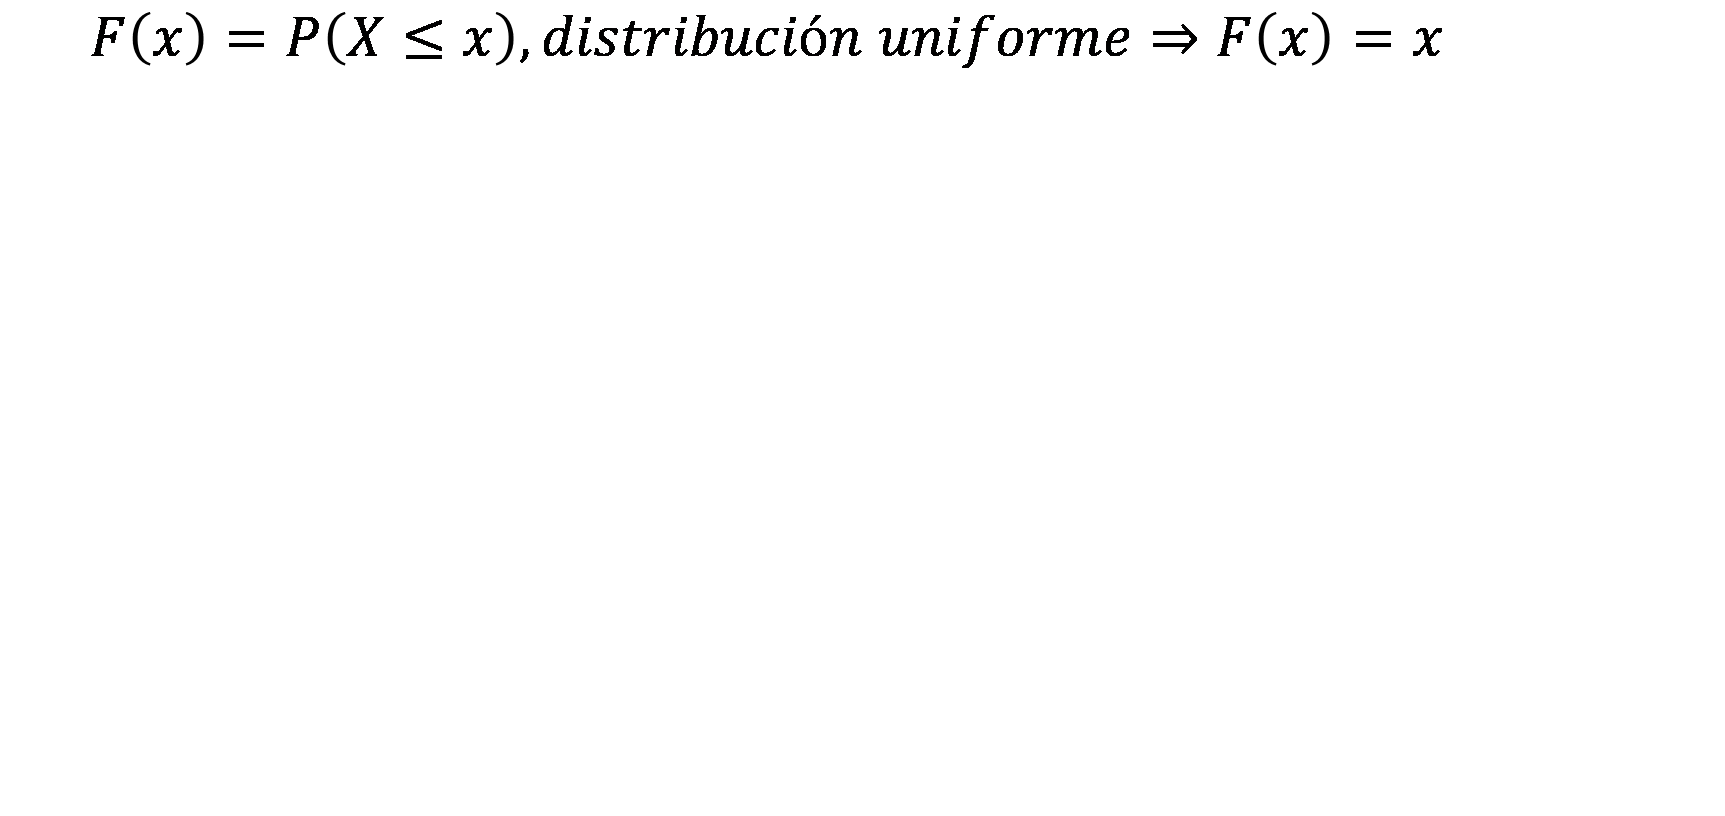 F(x) = P(X ≤ x), distribución uniforme ⇒ F(x) = x